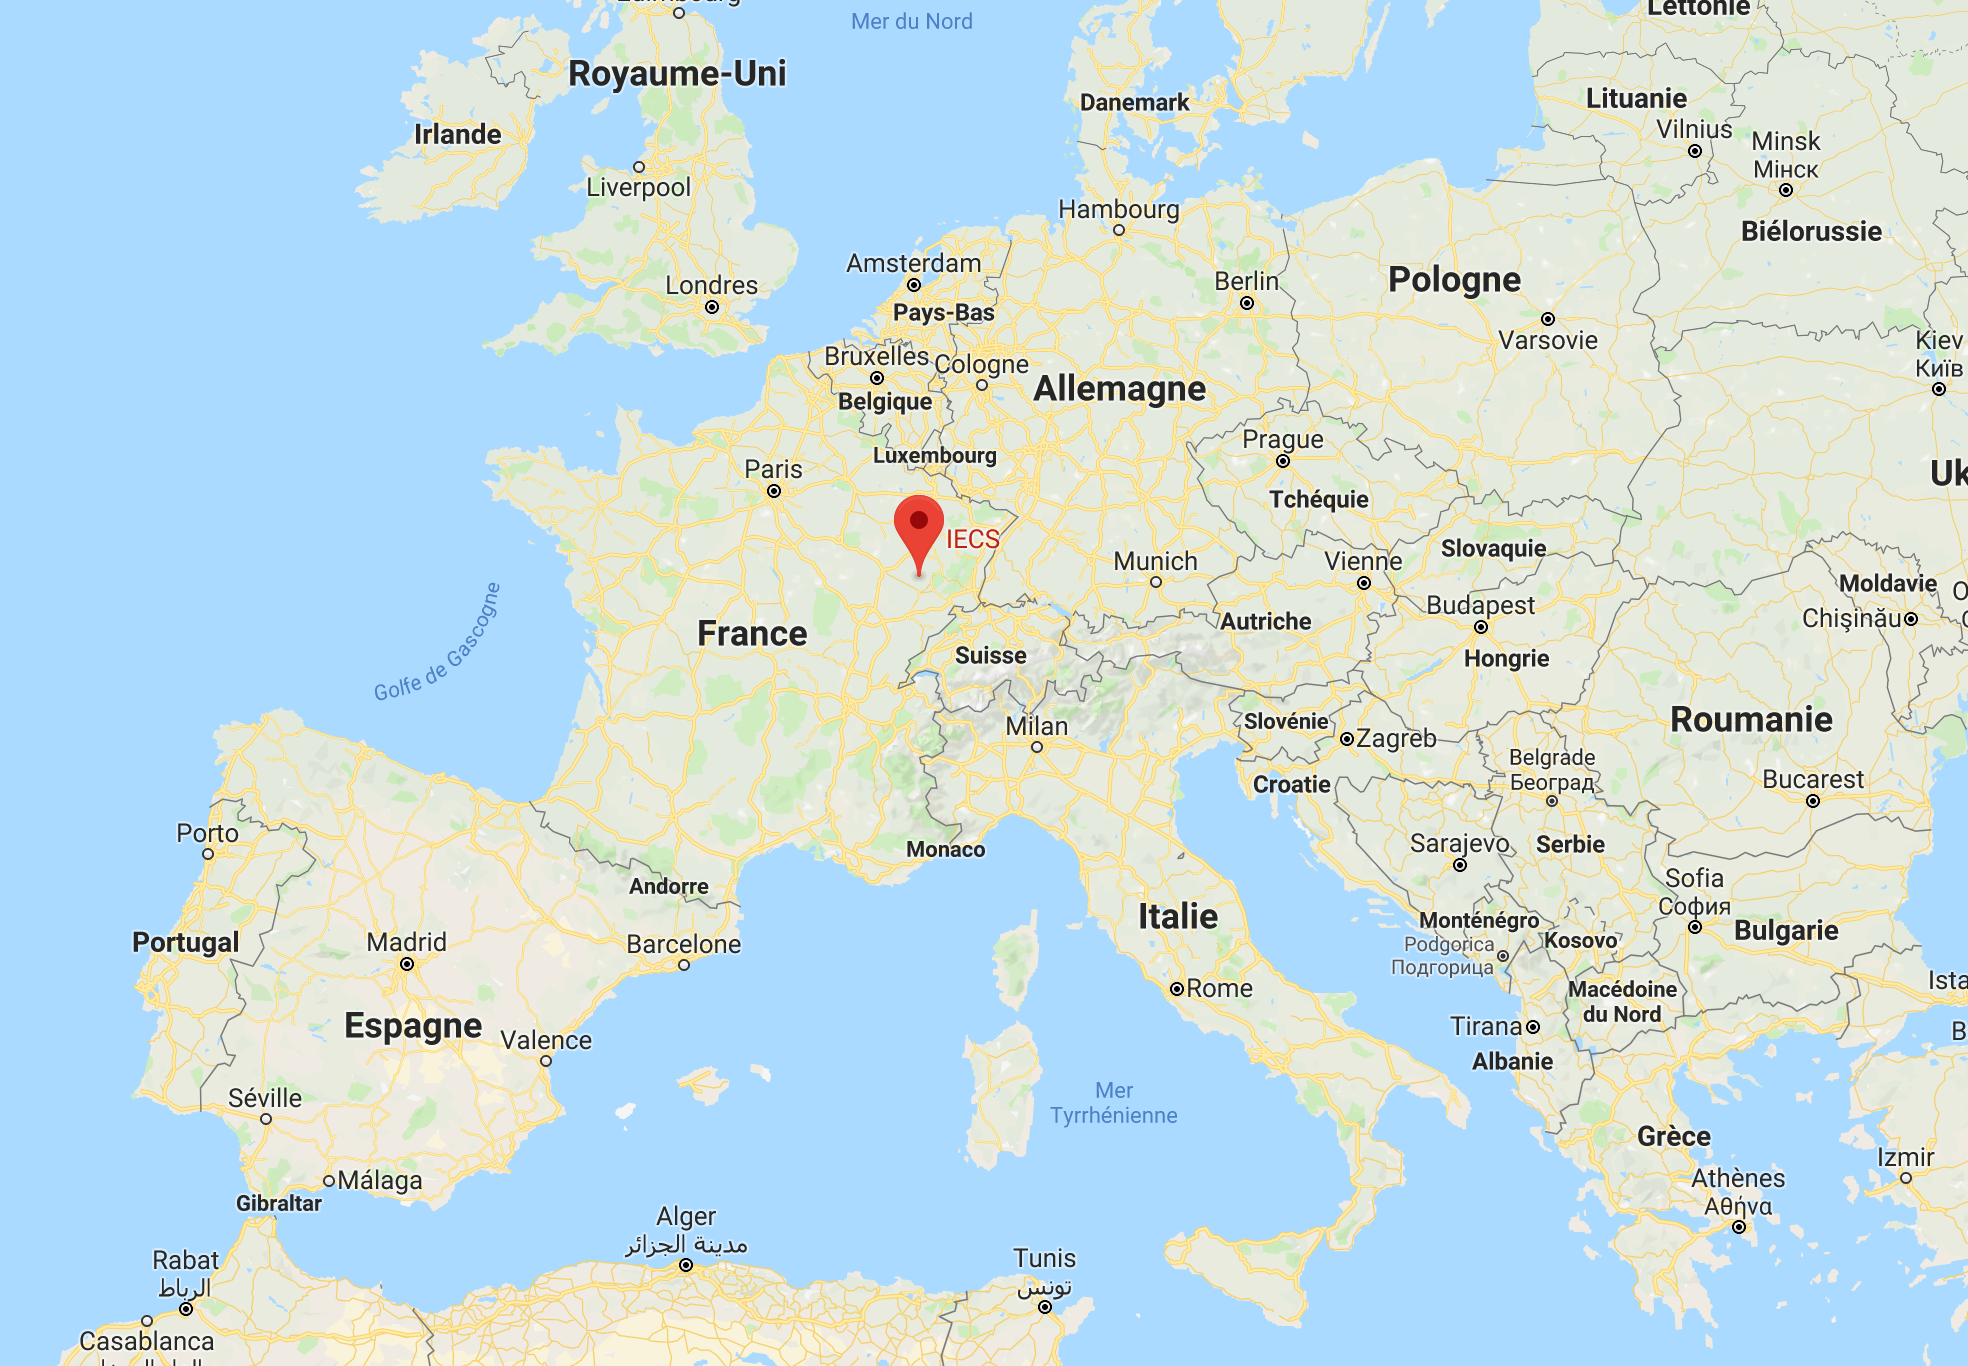 Mer du Nord
Lettonie
Royaume-Uni
Danemark
Lituanie
Irlande
Vilnius
Minsk
Мінск
Liverpool
Hambourg
Biélorussie
Amsterdam
Londres
Berlin
Pologne
Pays-Bas
Varsovie
Kiev
Київ
Bruxelles
Cologne
Allemagne
Belgique
Prague
Luxembourg
Paris
Uk
Tchéquie
IECS
Slovaquie
Munich
Vienne
Moldavie
Budapest
Chișinău
Autriche
Golfe de Gascogne
France
Suisse
Hongrie
Roumanie
Slovénie
Milan
Zagreb
Belgrade
Београд
Bucarest
Croatie
Porto
Sarajevo
Serbie
Monaco
Andorre
Sofia
София
Italie
Monténégro
Bulgarie
Portugal
Madrid
Barcelone
Kosovo
Podgorica
Подгорица
Rome
Ista
Macédoine
du Nord
Espagne
Valence
Tirana
B
Albanie
Mer
Tyrrhénienne
Séville
Grèce
Izmir
Málaga
Athènes
Αθήνα
Gibraltar
Alger
مدينة الجزائر
Rabat
الرباط
Tunis
تونس
Casablanca